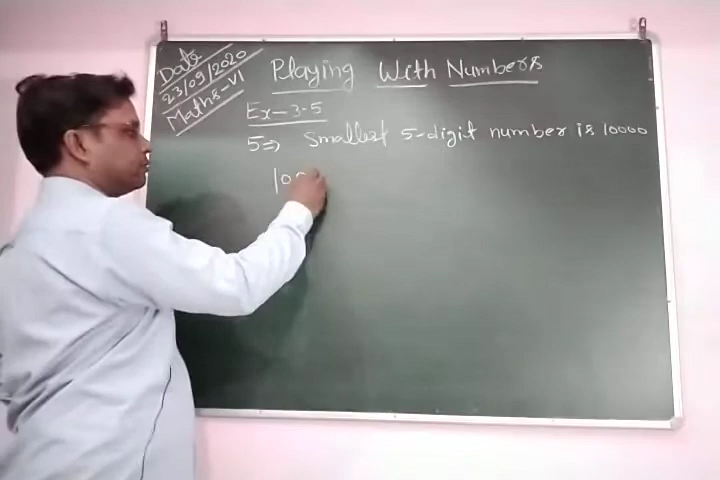 Date
23/09/2020
Maths-VI
Playing With Numbers
Ex-3.5
5⇒ Smallest 5-digit number is 10000
100